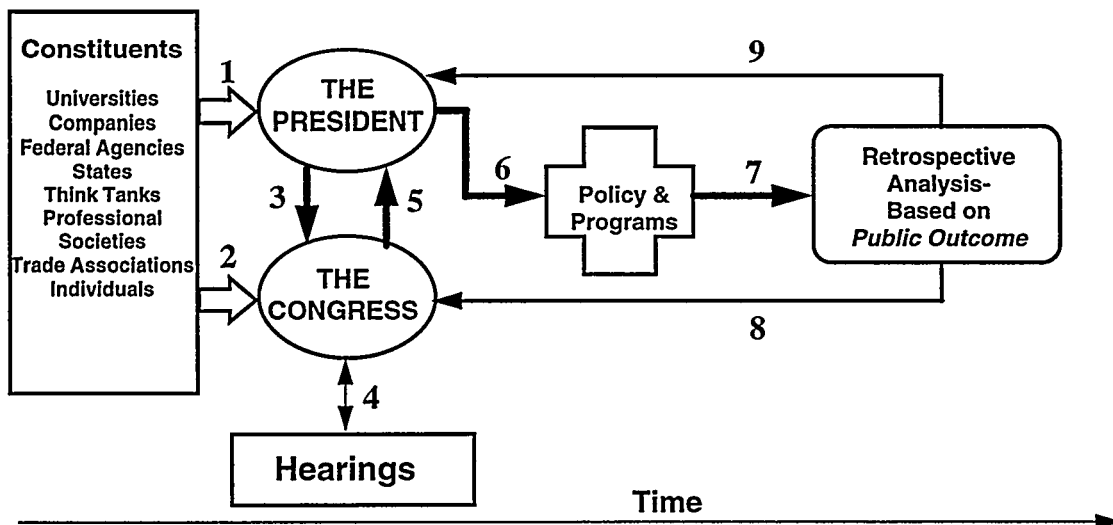 Constituents
Universities
Companies
Federal Agencies
States
Think Tanks
Professional
Societies
Trade Associations
Individuals
1
2
THE
PRESIDENT
3
5
THE
CONGRESS
4
Hearings
6
Policy &
Programs
7
9
Retrospective
Analysis-
Based on
Public Outcome
8
Time